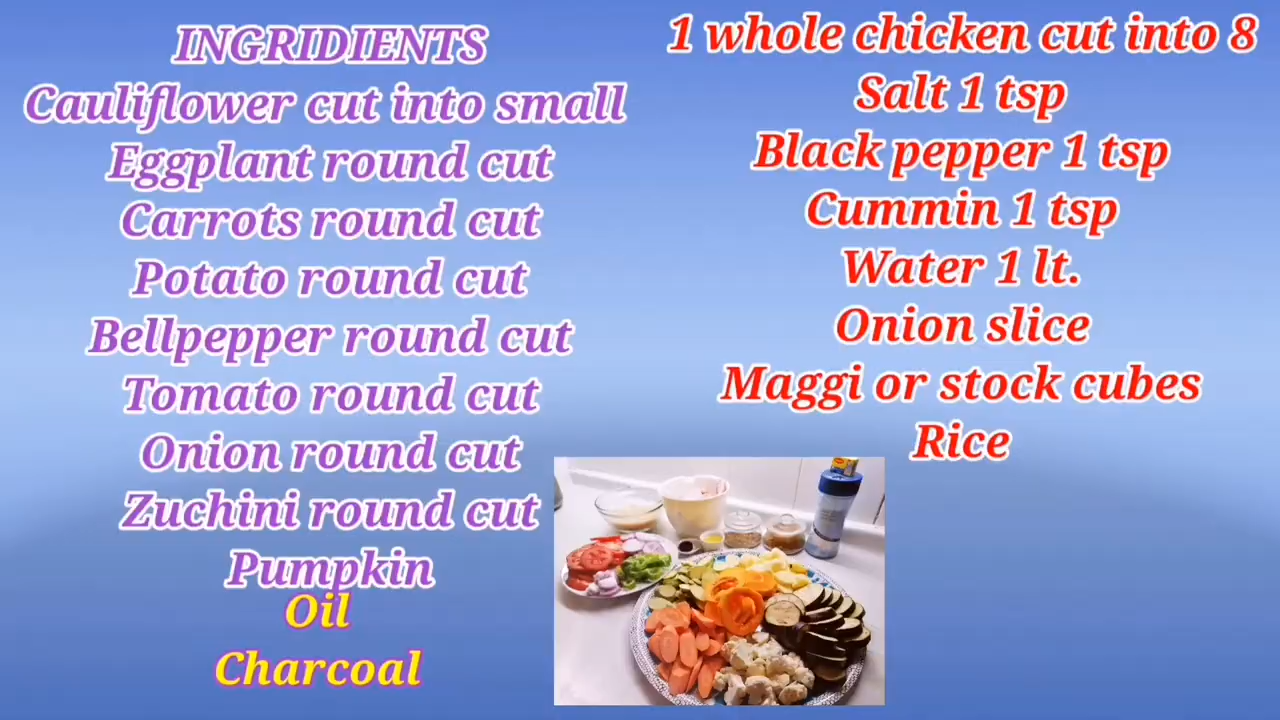 INGRIDIENTS
Cauliflower cut into small
Eggplant round cut
Carrots round cut
Potato round cut
Bellpepper round cut
Tomato round cut
Onion round cut
Zuchini round cut
Pumpkin
Oil
Charcoal
1 whole chicken cut into 8
Salt 1 tsp
Black pepper 1 tsp
Cummin 1 tsp
Water 1 lt.
Onion slice
Maggi or stock cubes
Rice